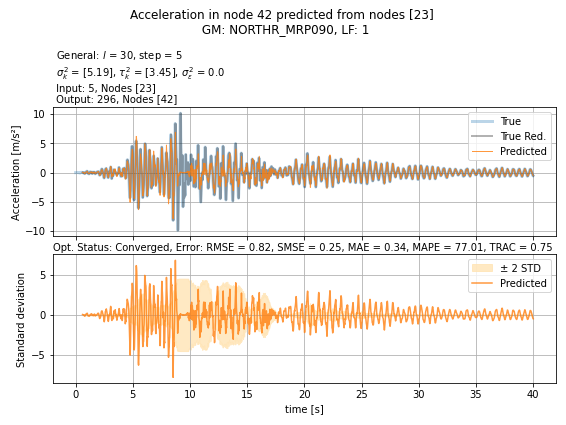 Acceleration in node 42 predicted from nodes [23]
GM: NORTHR_MRP090, LF: 1
General: l = 30, step = 5
σ_k² = [5.19], τ_k² = [3.45], σ_ε² = 0.0
Input: 5, Nodes [23]
Output: 296, Nodes [42]
10
5
0
−5
−10
Acceleration [m/s²]
True
True Red.
Predicted
Opt. Status: Converged, Error: RMSE = 0.82, SMSE = 0.25, MAE = 0.34, MAPE = 77.01, TRAC = 0.75
5
0
−5
Standard deviation
± 2 STD
Predicted
0 5 10 15 20 25 30 35 40
time [s]